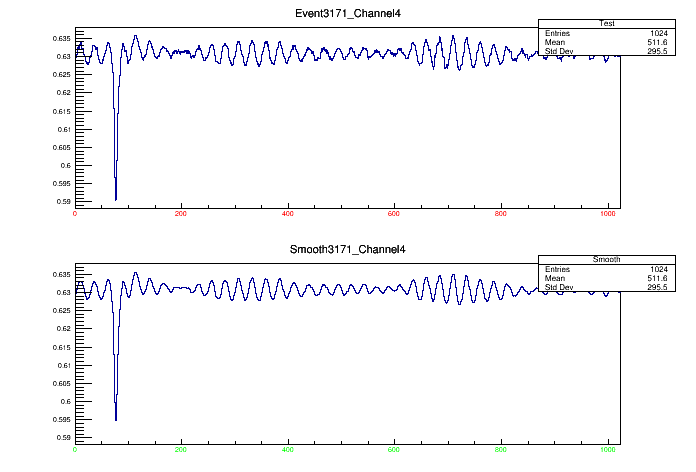 Event3171_Channel4
Test
Entries 1024
Mean 511.6
Std Dev 295.5
0.635
0.63
0.625
0.62
0.615
0.61
0.605
0.6
0.595
0.59
0 200 400 600 800 1000
Smooth3171_Channel4
Smooth
Entries 1024
Mean 511.6
Std Dev 295.5
0.635
0.63
0.625
0.62
0.615
0.61
0.605
0.6
0.595
0.59
0 200 400 600 800 1000